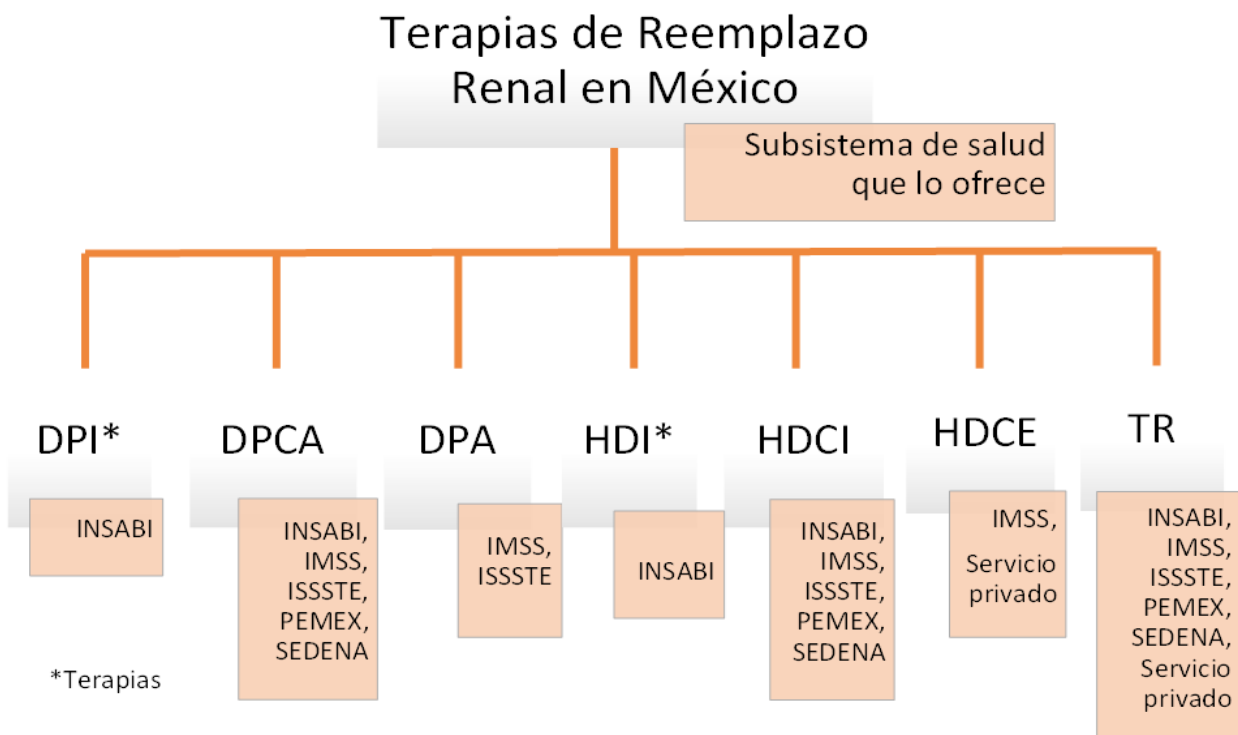 Terapias de Reemplazo
Renal en México
Subsistema de salud
que lo ofrece
DPI*
INSABI
DPCA
INSABI,
IMSS,
ISSSTE,
PEMEX,
SEDENA
DPA
IMSS,
ISSSTE
HDI*
INSABI
HDCI
INSABI,
IMSS,
ISSSTE,
PEMEX,
SEDENA
HDCE
IMSS,
Servicio
privado
TR
INSABI,
IMSS,
ISSSTE,
PEMEX,
SEDENA,
Servicio
privado
*Terapias